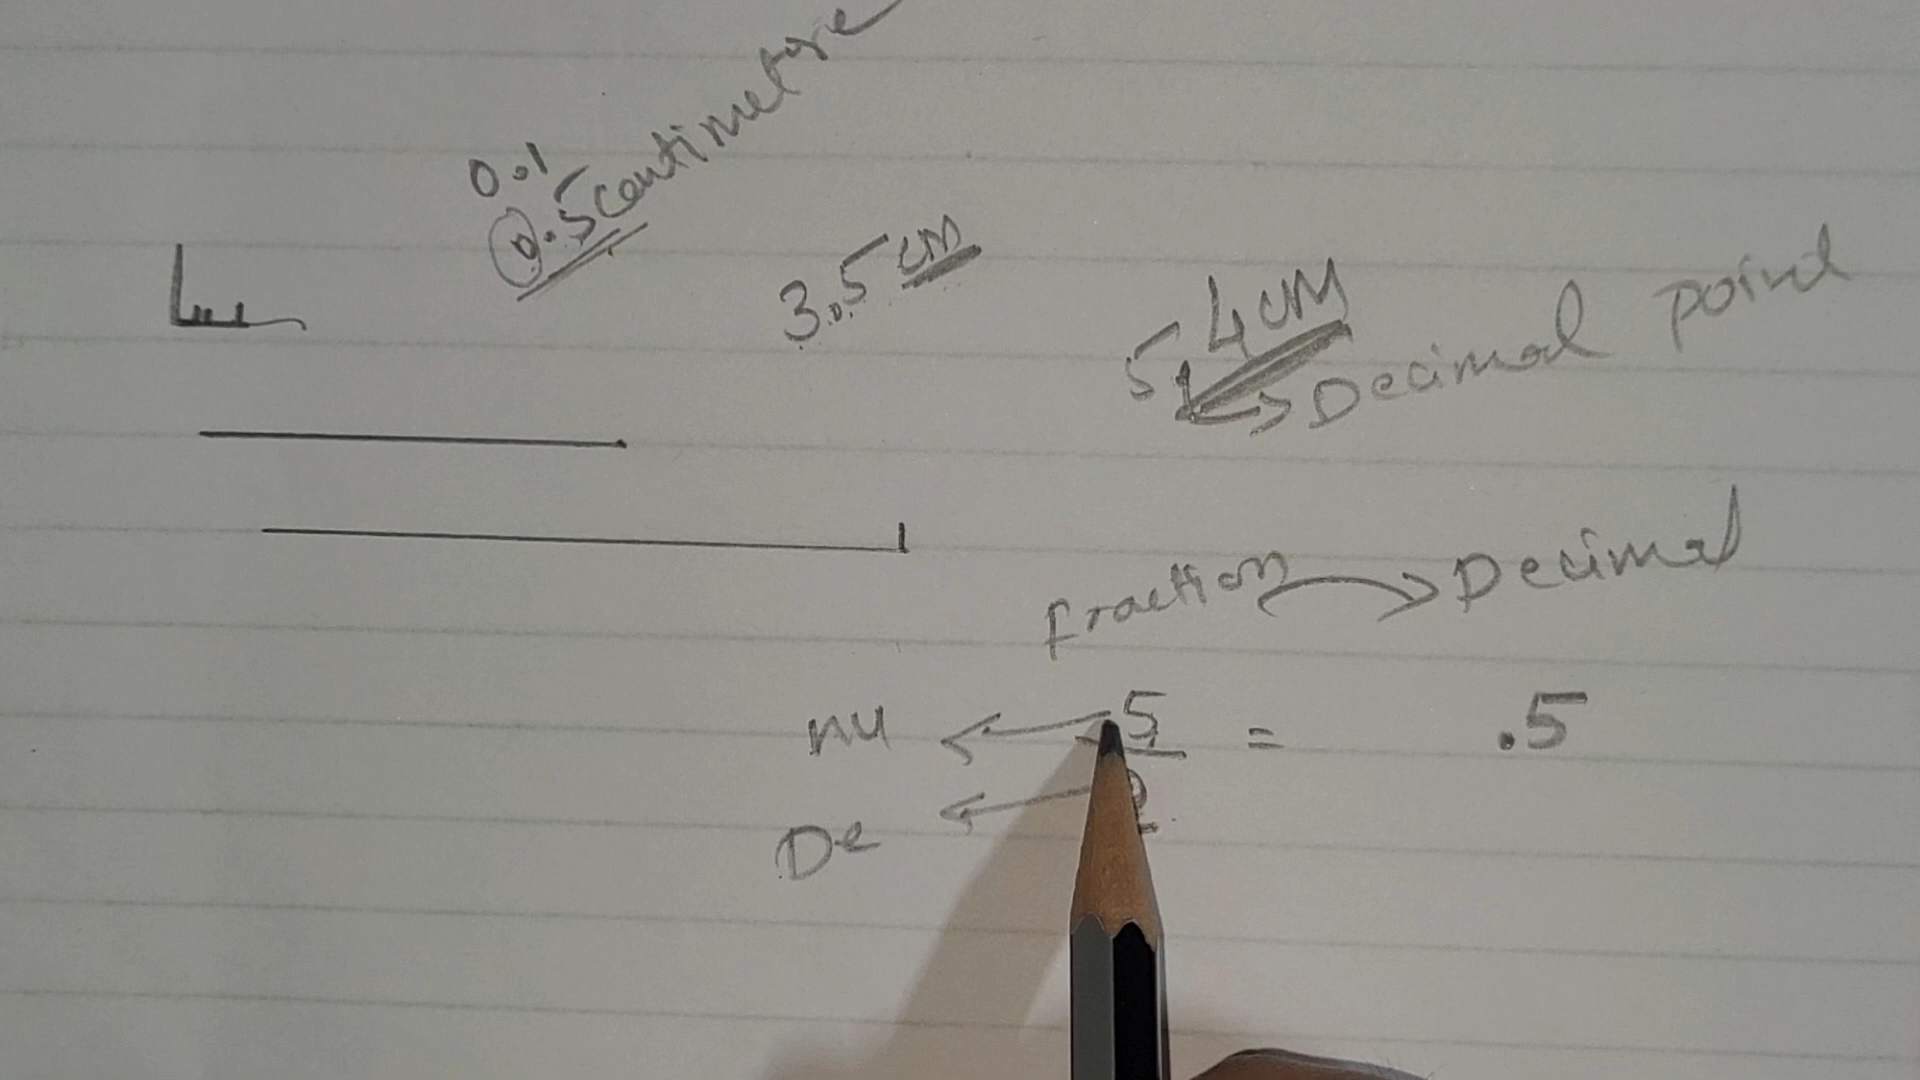 0.1
0.5 centimetre
3.5 cm
5.4 cm
Decimal point
fraction → Decimal
nu ← 5 = .5
De ←